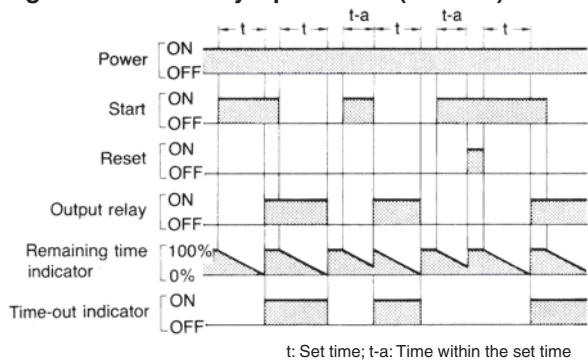 t t t-a t t-a t t
Power ON
OFF
Start ON
OFF
Reset ON
OFF
Output relay ON
OFF
Remaining time indicator 100%
0%
Time-out indicator ON
OFF
t: Set time; t-a: Time within the set time